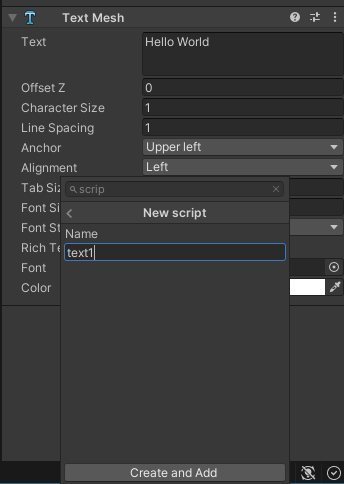 Text Mesh
Text Hello World
Offset Z 0
Character Size 1
Line Spacing 1
Anchor Upper left
Alignment Left
Tab Siz
scrip
Font Si
New script
Font St
Name
Rich Te
text1
Font
Color
Create and Add